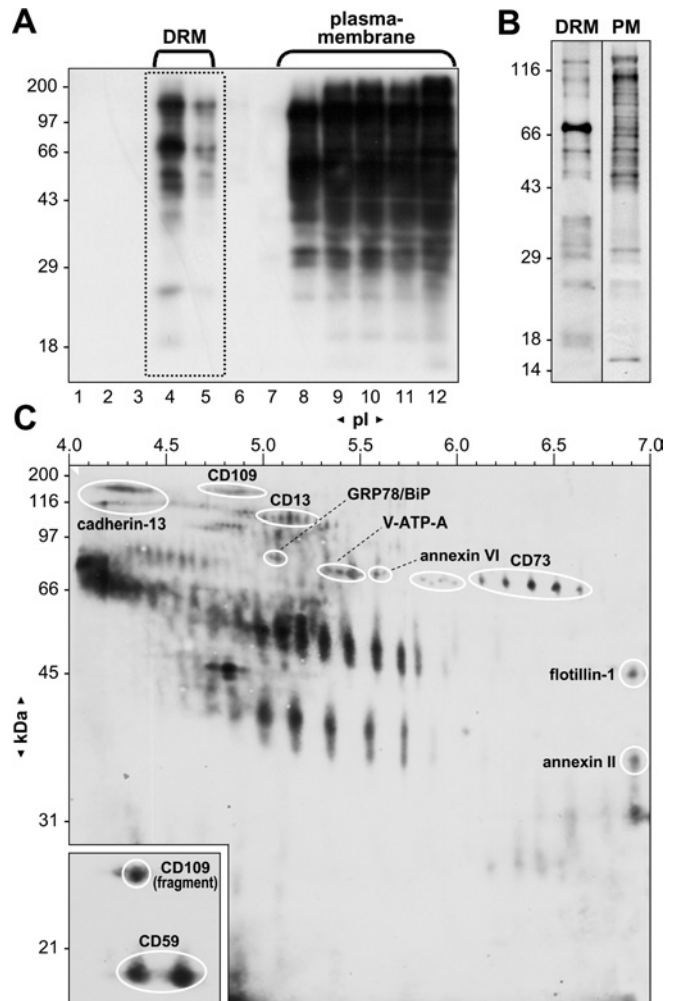 A
DRM
plasma-
membrane
200
97
66
43
29
18
1 2 3 4 5 6 7 8 9 10 11 12
B
DRM PM
116
66
43
29
18
14
C
◄ pI ►
4.0 4.5 5.0 5.5 6.0 6.5 7.0
200
116
97
66
45
31
21
◄ kDa ►
cadherin-13
CD109
CD13
GRP78/BiP
V-ATP-A
annexin VI
CD73
flotillin-1
annexin II
CD109
(fragment)
CD59